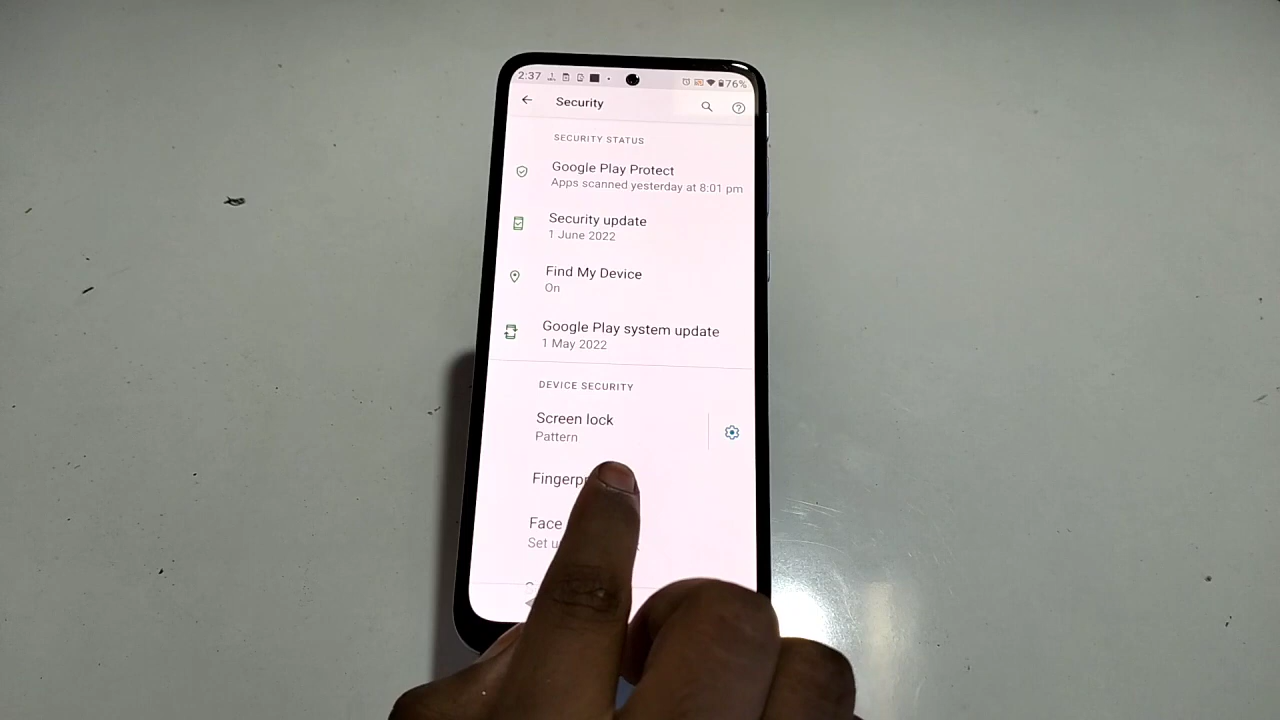 2:37 76%
Security
SECURITY STATUS
Google Play Protect
Apps scanned yesterday at 8:01 pm
Security update
1 June 2022
Find My Device
On
Google Play system update
1 May 2022
DEVICE SECURITY
Screen lock
Pattern
Face
Set